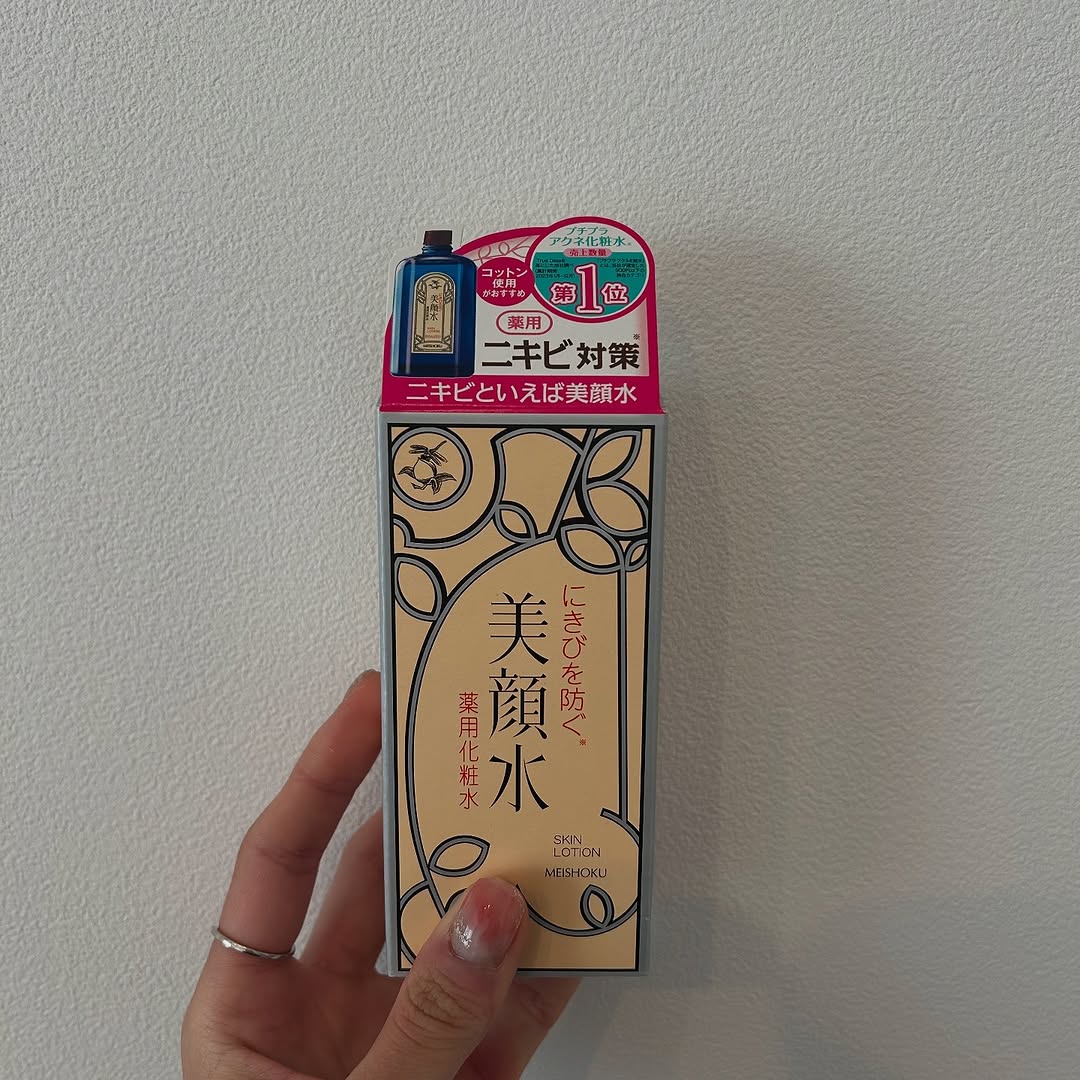 プチプラ
アクネ化粧水※
売上数量
第1位
コットン
使用
がおすすめ
美顔水
MEISHOKU
薬用
ニキビ対策※
ニキビといえば美顔水
にきびを防ぐ※
美顔水
薬用化粧水
SKIN
LOTION
MEISHOKU